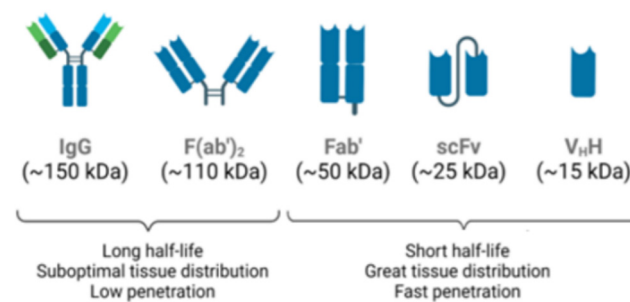 IgG
(~150 kDa)
F(ab')₂
(~110 kDa)
Fab'
(~50 kDa)
scFv
(~25 kDa)
VHH
(~15 kDa)
Long half-life
Suboptimal tissue distribution
Low penetration
Short half-life
Great tissue distribution
Fast penetration